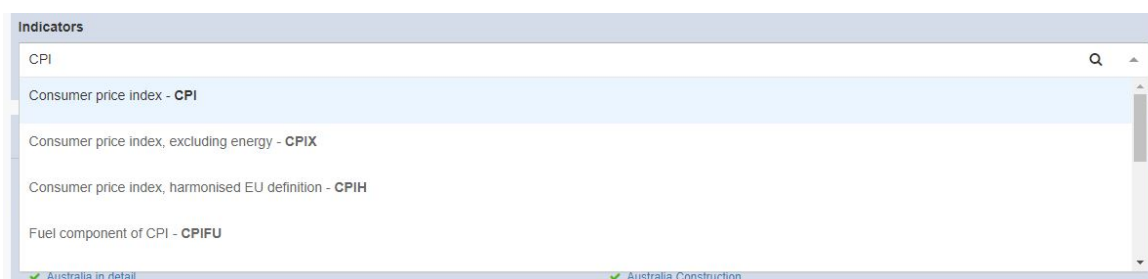 Indicators
CPI
Consumer price index - CPI
Consumer price index, excluding energy - CPIX
Consumer price index, harmonised EU definition - CPIH
Fuel component of CPI - CPIFU
Australia in detail
Australia Construction